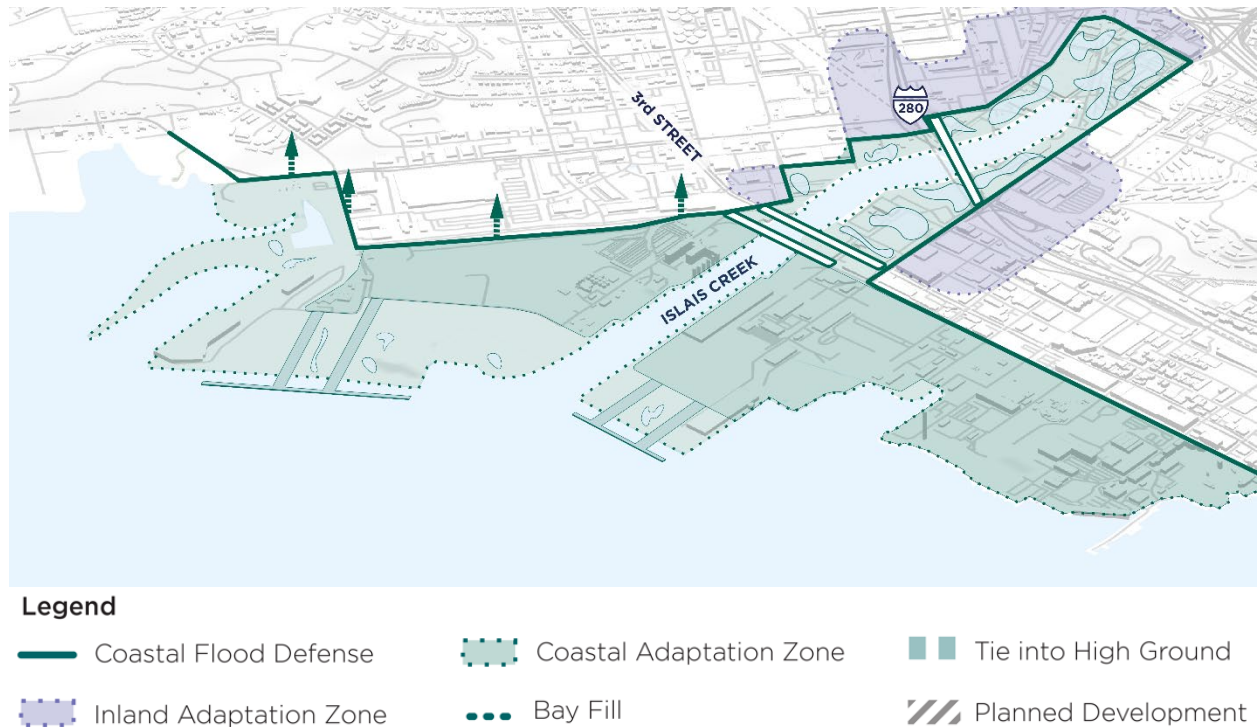 3rd STREET
280
ISLAIS CREEK
Legend
Coastal Flood Defense
Coastal Adaptation Zone
Tie into High Ground
Inland Adaptation Zone
Bay Fill
Planned Development